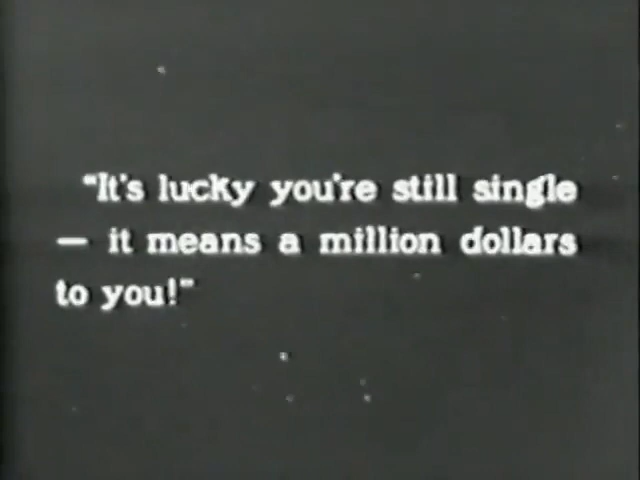 "It's lucky you're still single
— it means a million dollars
to you!"